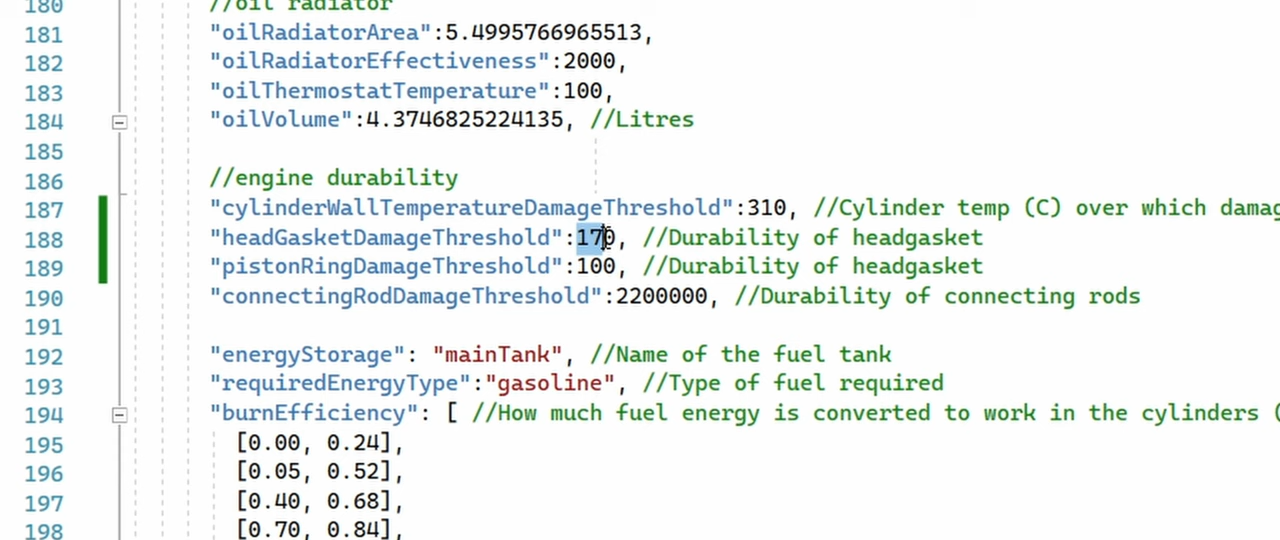 180 //oil radiator
181 "oilRadiatorArea":5.4995766965513,
182 "oilRadiatorEffectiveness":2000,
183 "oilThermostatTemperature":100,
184 "oilVolume":4.3746825224135, //Litres
185
186 //engine durability
187 "cylinderWallTemperatureDamageThreshold":310, //Cylinder temp (C) over which damag
188 "headGasketDamageThreshold":170, //Durability of headgasket
189 "pistonRingDamageThreshold":100, //Durability of headgasket
190 "connectingRodDamageThreshold":2200000, //Durability of connecting rods
191
192 "energyStorage": "mainTank", //Name of the fuel tank
193 "requiredEnergyType":"gasoline", //Type of fuel required
194 "burnEfficiency": [ //How much fuel energy is converted to work in the cylinders (
195 [0.00, 0.24],
196 [0.05, 0.52],
197 [0.40, 0.68],
198 [0.70, 0.84],